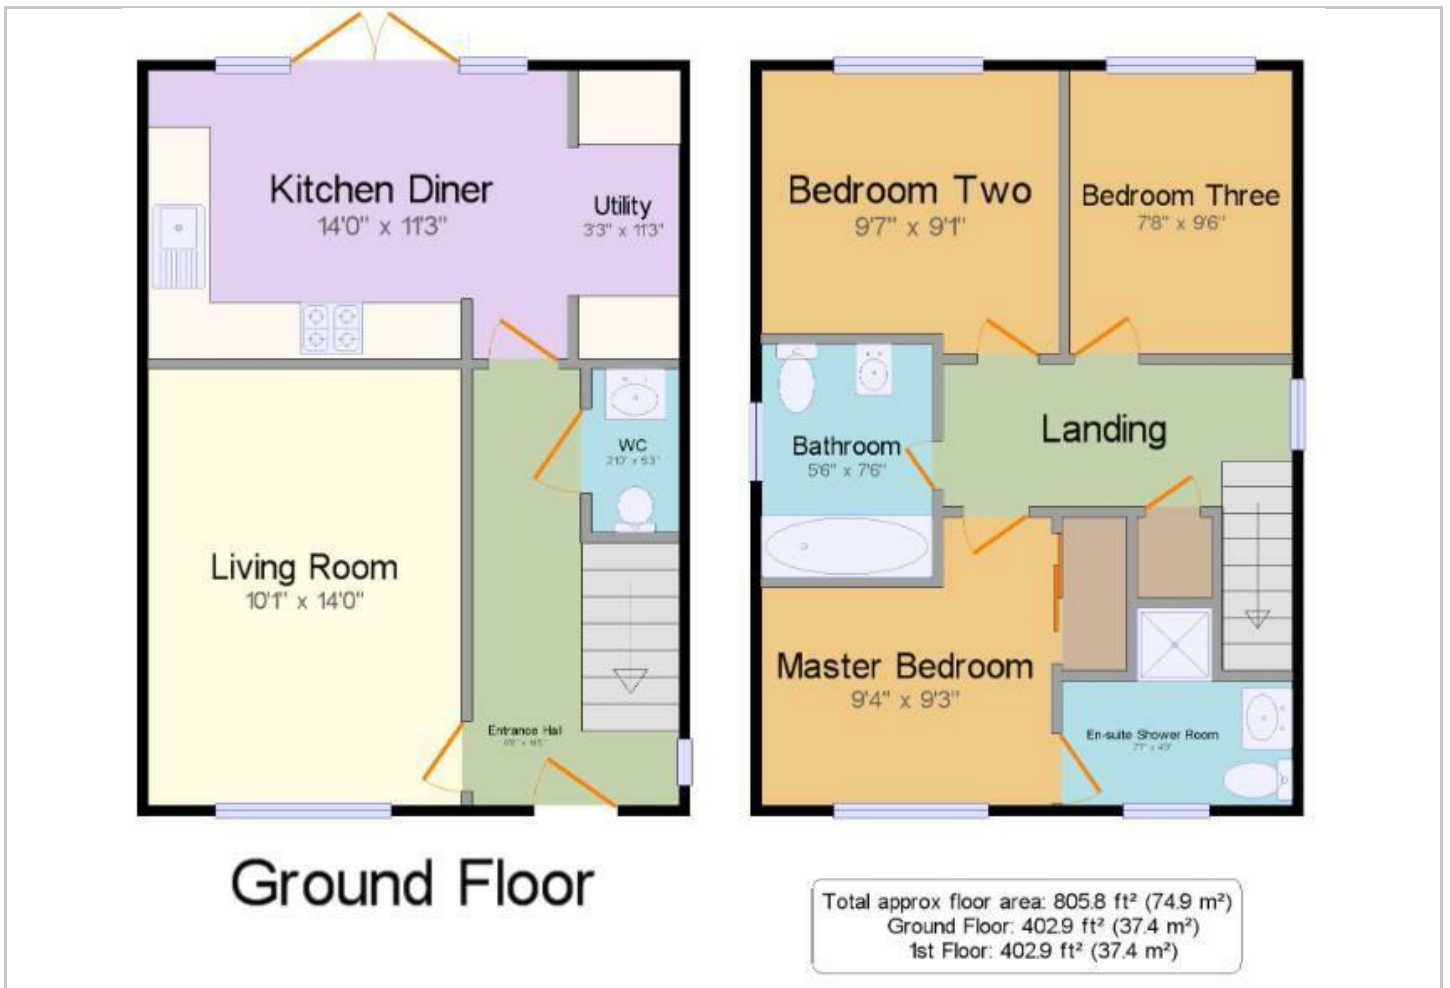 Kitchen Diner
14'0" x 11'3"
Utility
3'3" x 11'3"
WC
Living Room
10'1" x 14'0"
Entrance Hall
Ground Floor
Bedroom Two
9'7" x 9'1"
Bedroom Three
7'8" x 9'6"
Bathroom
5'6" x 7'6"
Landing
Master Bedroom
9'4" x 9'3"
En-suite Shower Room
Total approx floor area: 805.8 ft² (74.9 m²)
Ground Floor: 402.9 ft² (37.4 m²)
1st Floor: 402.9 ft² (37.4 m²)